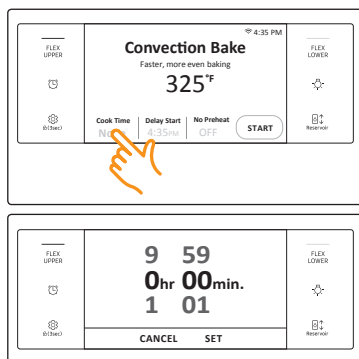 4:35 PM
FLEX
UPPER
Convection Bake
FLEX
LOWER
Faster, more even baking
325°F
Cook Time
Delay Start
No Preheat
4:35PM
OFF
START
(3sec)
Reservoir
FLEX
UPPER
9 59
FLEX
LOWER
0hr 00min.
1 01
(3sec)
Reservoir
CANCEL SET